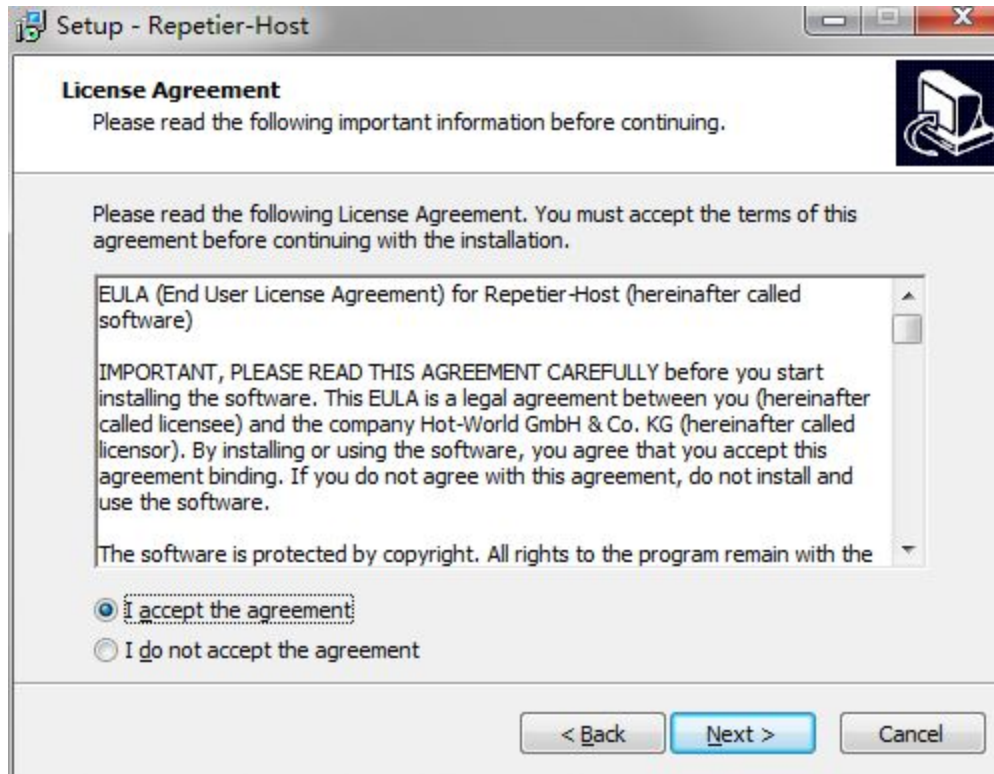 Setup - Repetier-Host
License Agreement
Please read the following important information before continuing.
Please read the following License Agreement. You must accept the terms of this
agreement before continuing with the installation.
EULA (End User License Agreement) for Repetier-Host (hereinafter called
software)
IMPORTANT, PLEASE READ THIS AGREEMENT CAREFULLY before you start
installing the software. This EULA is a legal agreement between you (hereinafter
called licensee) and the company Hot-World GmbH & Co. KG (hereinafter called
licensor). By installing or using the software, you agree that you accept this
agreement binding. If you do not agree with this agreement, do not install and
use the software.
The software is protected by copyright. All rights to the program remain with the
I accept the agreement
I do not accept the agreement
< Back
Next >
Cancel